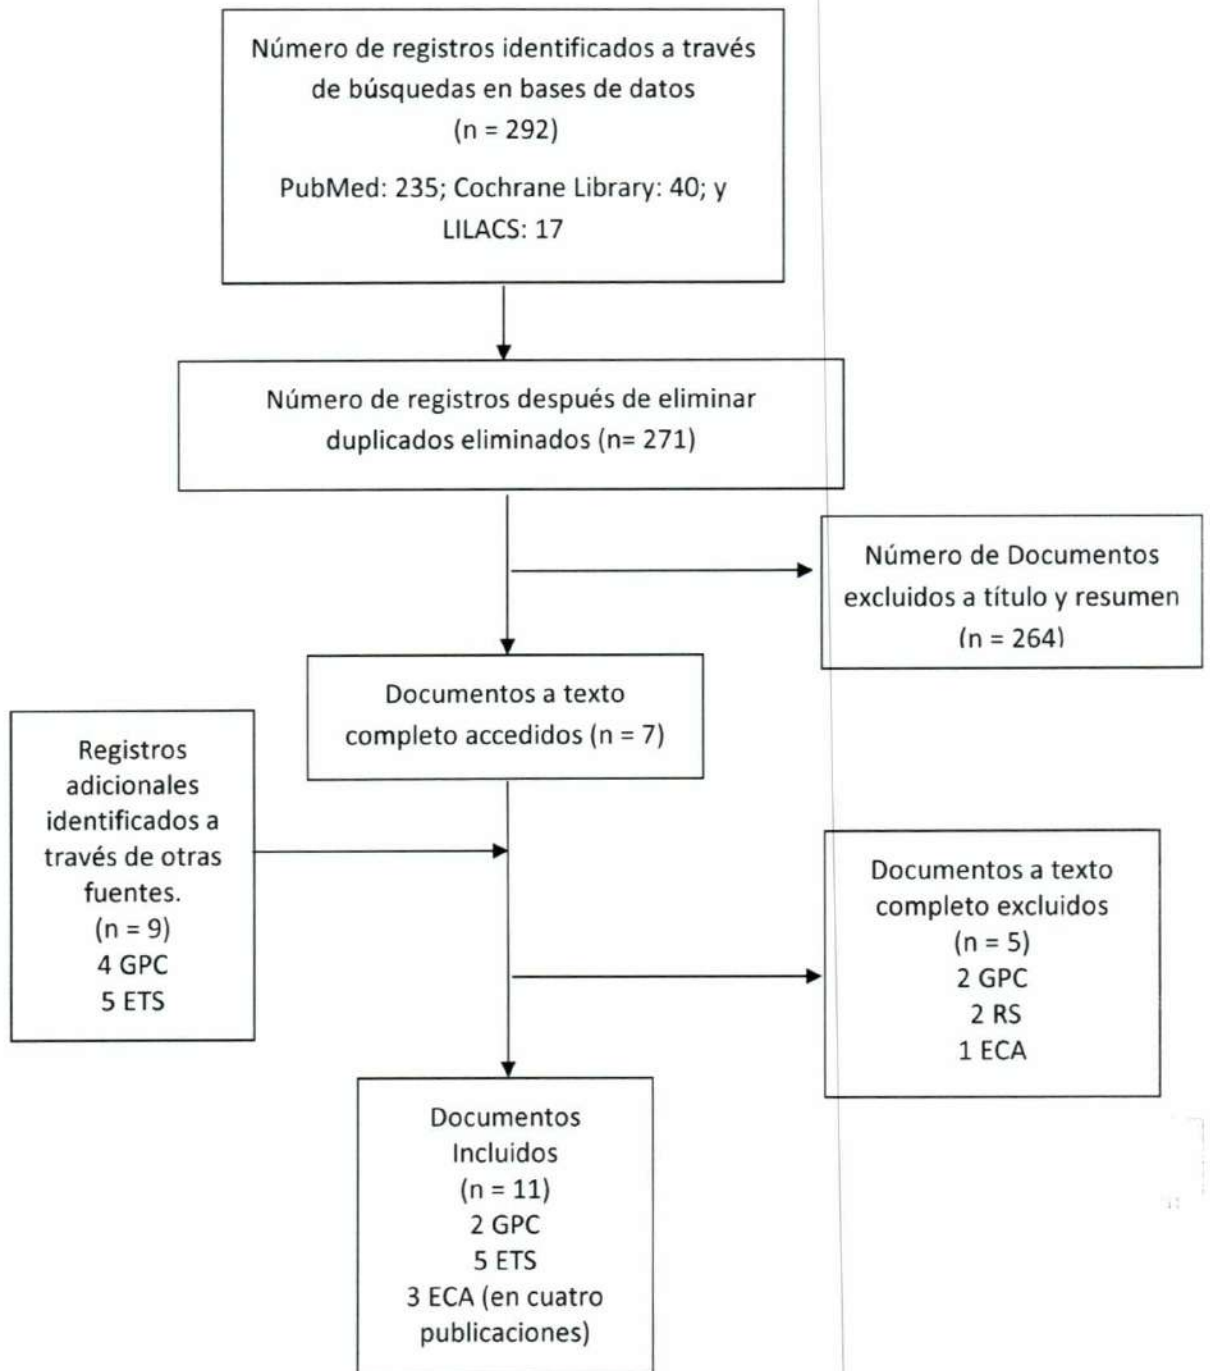 Número de registros identificados a través
de búsquedas en bases de datos
(n = 292)
PubMed: 235; Cochrane Library: 40; y
LILACS: 17
Número de registros después de eliminar
duplicados eliminados (n= 271)
Número de Documentos
excluidos a título y resumen
(n = 264)
Documentos a texto
completo accedidos (n = 7)
Registros
adicionales
identificados a
través de otras
fuentes.
(n = 9)
4 GPC
5 ETS
Documentos a texto
completo excluidos
(n = 5)
2 GPC
2 RS
1 ECA
Documentos
Incluidos
(n = 11)
2 GPC
5 ETS
3 ECA (en cuatro
publicaciones)